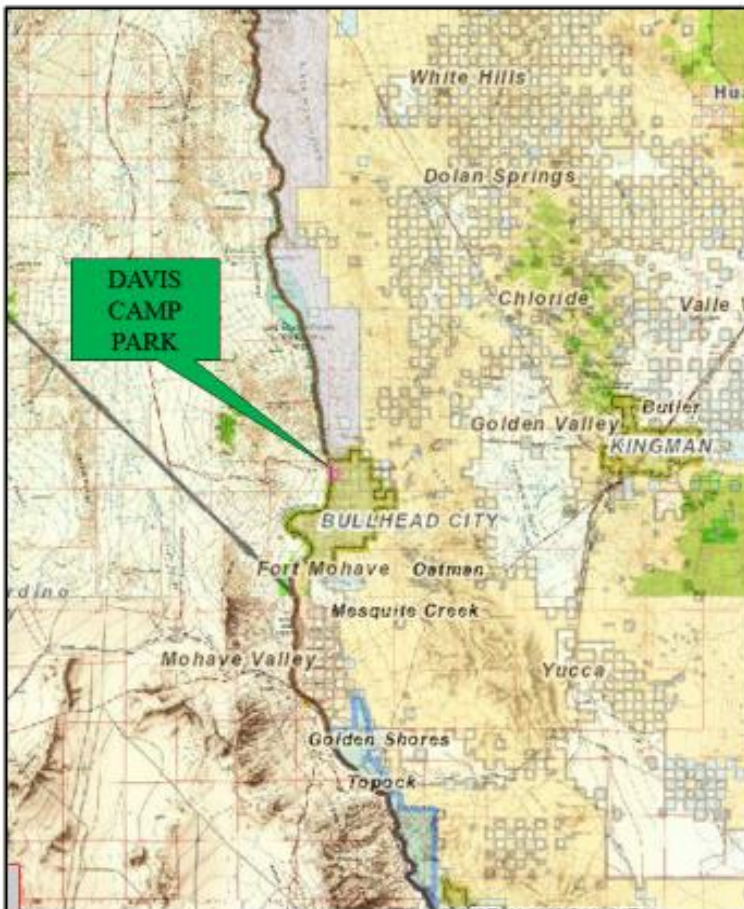 White Hills
Hua
Dolan Springs
DAVIS
CAMP
PARK
Chloride
Valle V
Butler
Golden Valley
KINGMAN
BULLHEAD CITY
Fort Mohave
Oatman
rdino
Mesquite Creek
Mohave Valley
Yucca
Golden Shores
Topock